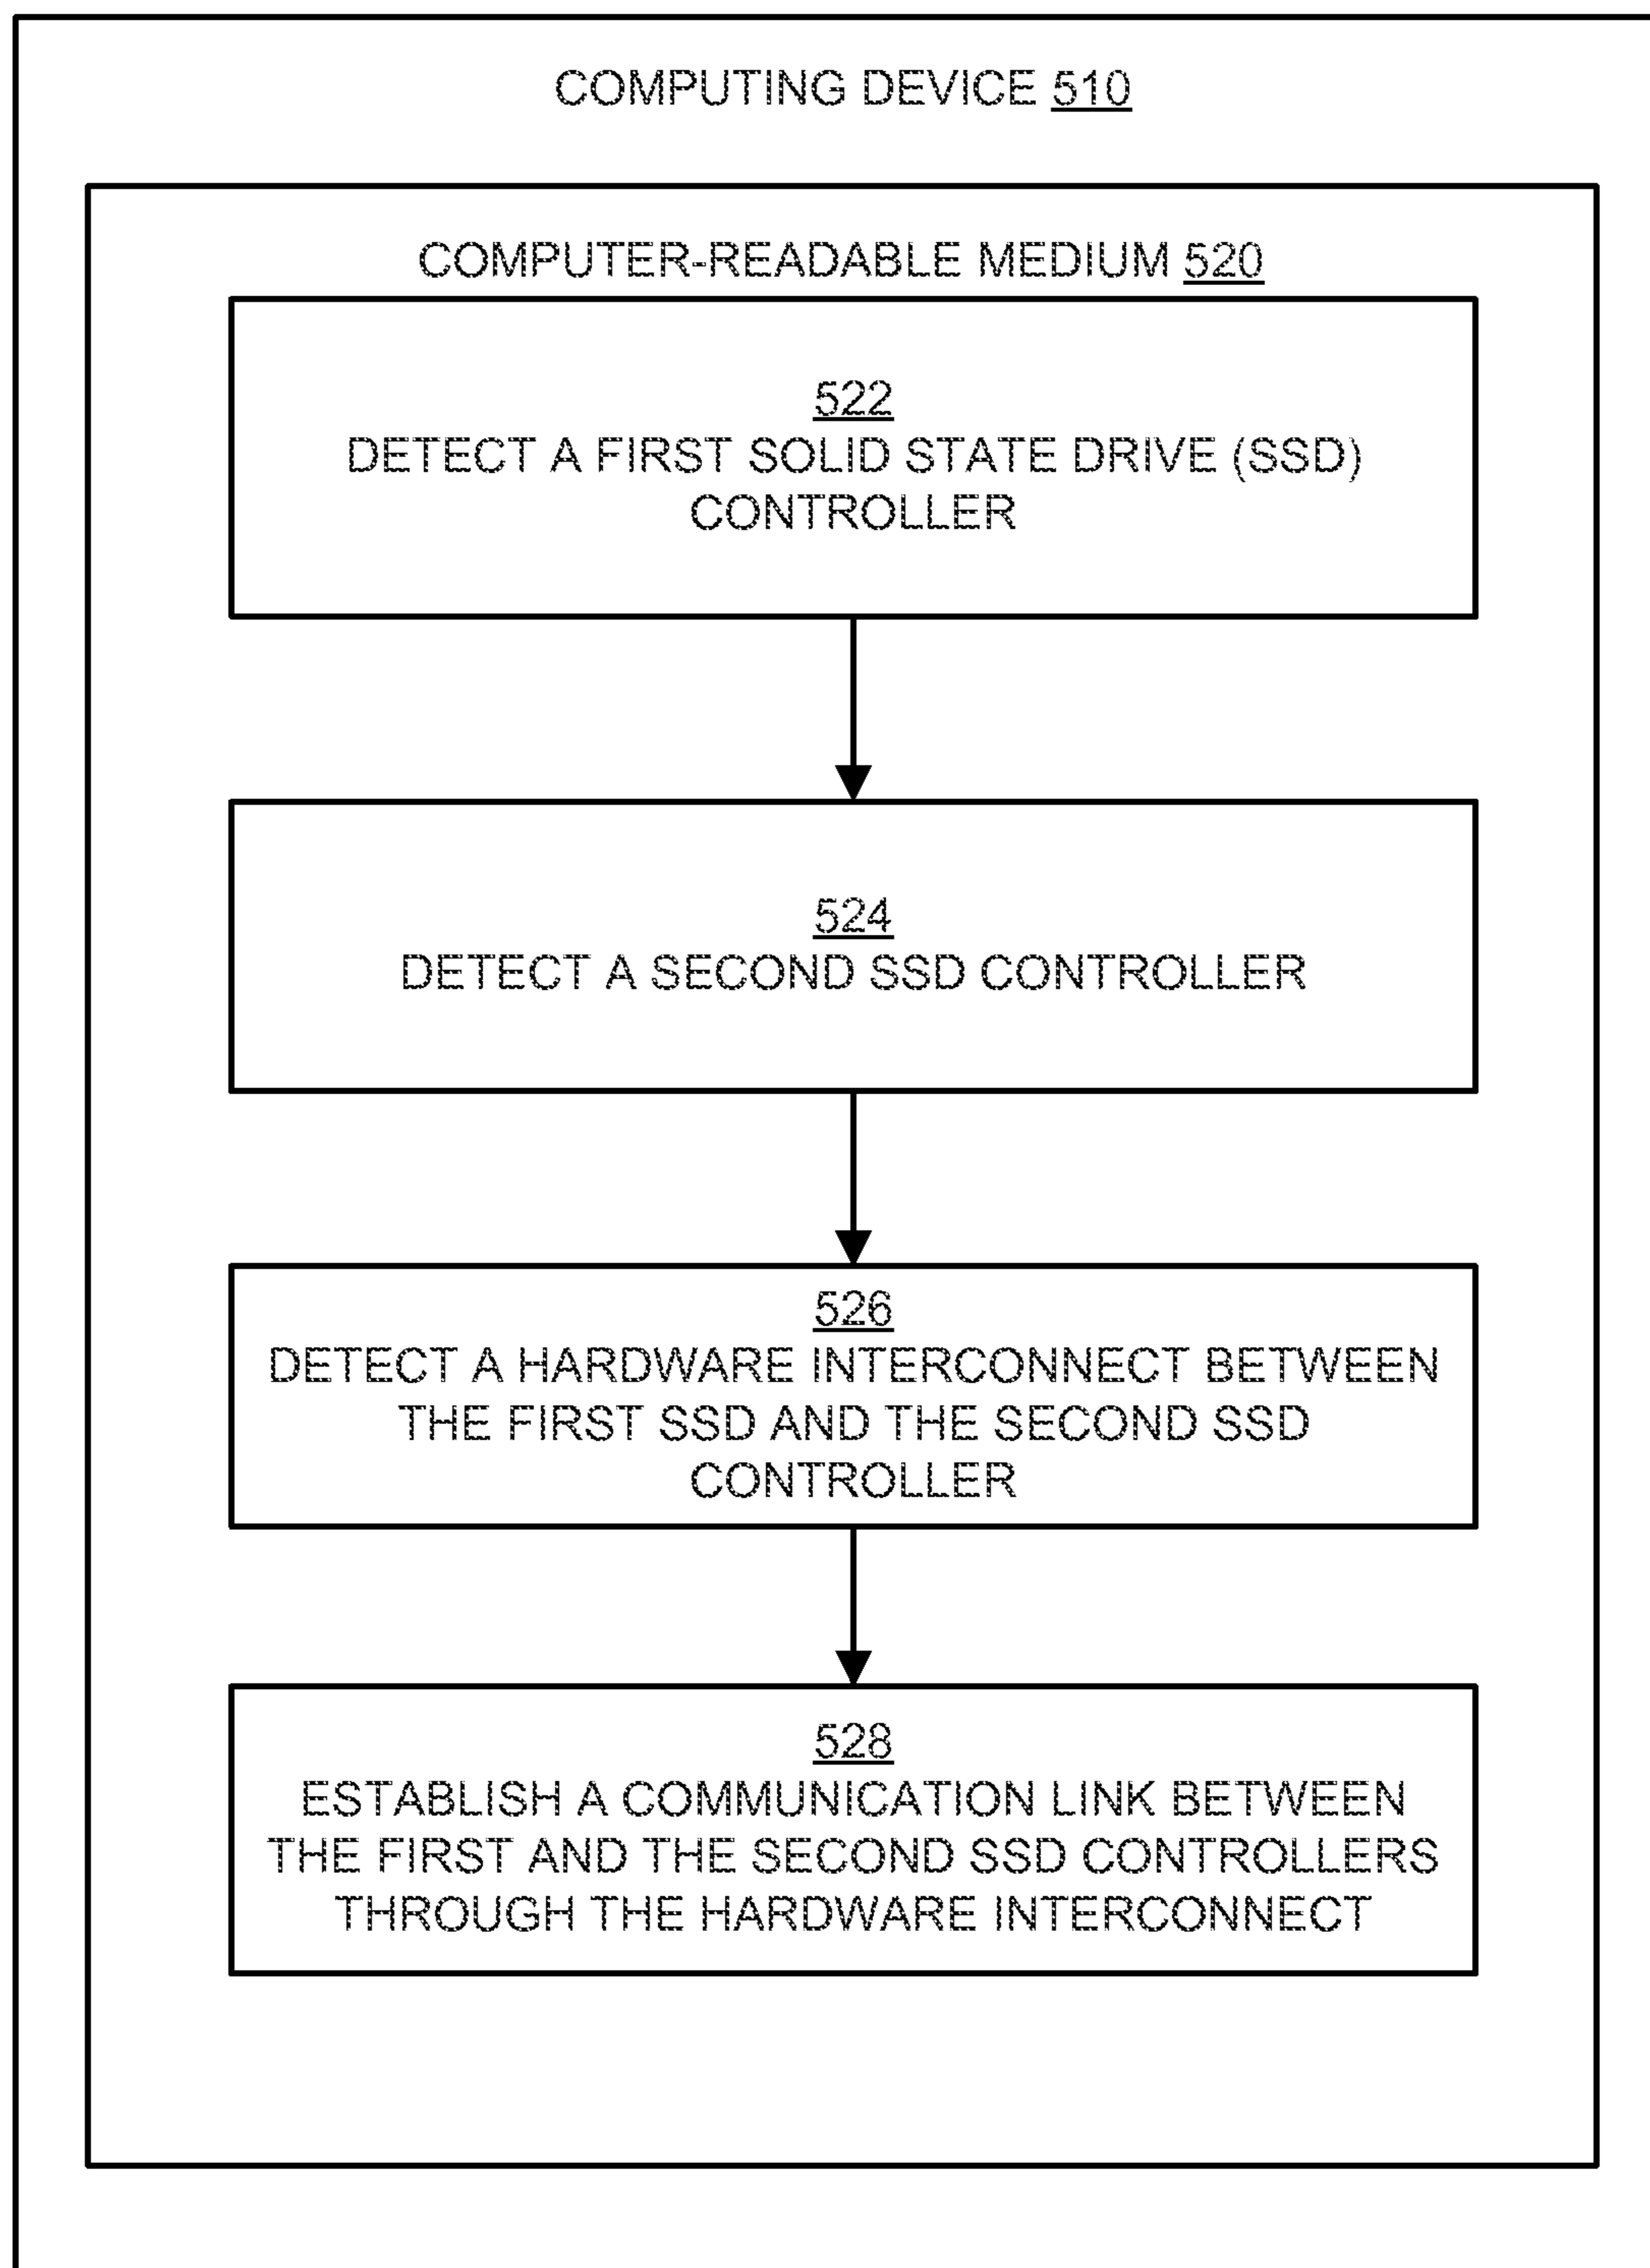 COMPUTING DEVICE 510
COMPUTER-READABLE MEDIUM 520
522
DETECT A FIRST SOLID STATE DRIVE (SSD)
CONTROLLER
524
DETECT A SECOND SSD CONTROLLER
526
DETECT A HARDWARE INTERCONNECT BETWEEN
THE FIRST SSD AND THE SECOND SSD
CONTROLLER
528
ESTABLISH A COMMUNICATION LINK BETWEEN
THE FIRST AND THE SECOND SSD CONTROLLERS
THROUGH THE HARDWARE INTERCONNECT